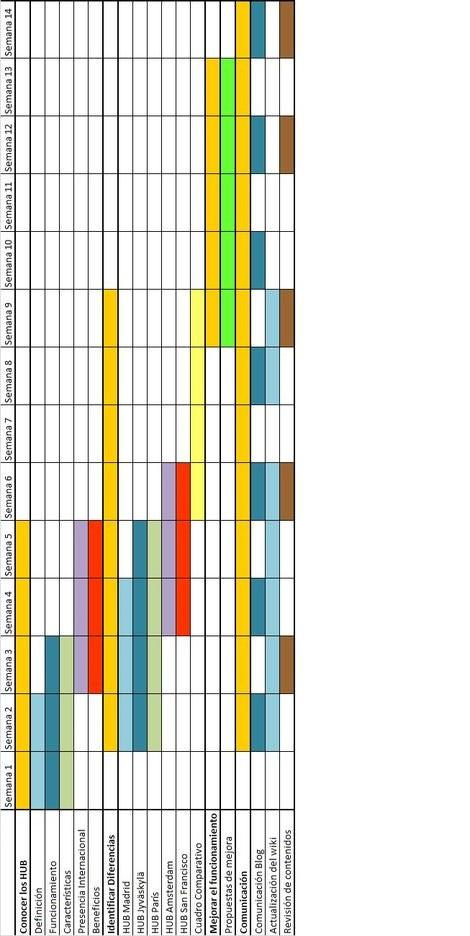 Semana 1
Semana 2
Semana 3
Semana 4
Semana 5
Semana 6
Semana 7
Semana 8
Semana 9
Semana 10
Semana 11
Semana 12
Semana 13
Semana 14
Conocer los HUB
Definición
Funcionamiento
Características
Presencia Internacional
Beneficios
Identificar Diferencias
HUB Madrid
HUB Jyväskylä
HUB París
HUB Amsterdam
HUB San Francisco
Cuadro Comparativo
Mejorar el funcionamiento
Propuestas de mejora
Comunicación
Comunicación Blog
Actualización del wiki
Revisión de contenidos